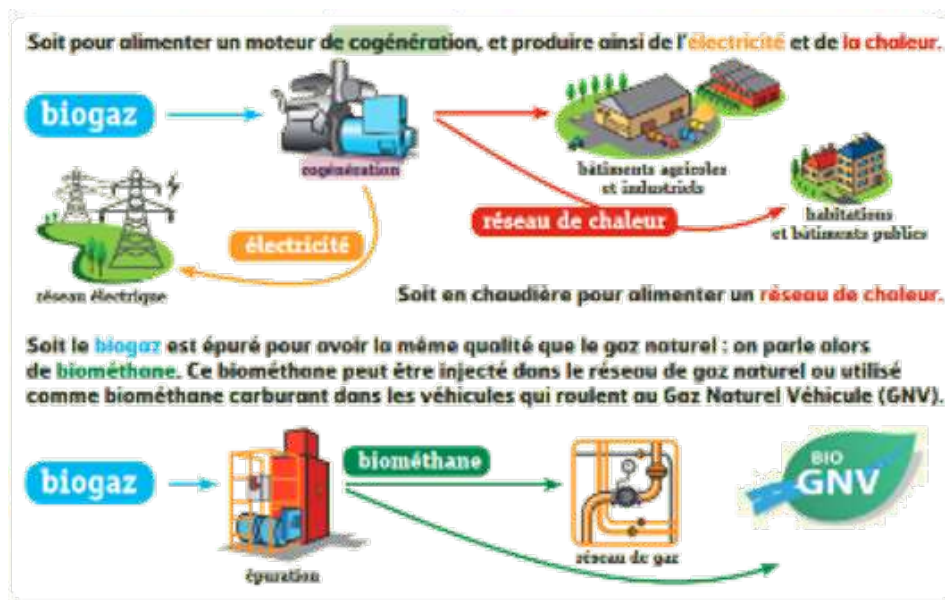 Soit pour alimenter un moteur de cogénération, et produire ainsi de l'électricité et de la chaleur.
biogaz
cogénération
bâtiments agricoles
et industriels
réseau de chaleur
habitations
et bâtiments publics
électricité
réseau électrique
Soit en chaudière pour alimenter un réseau de chaleur.
Soit le biogaz est épuré pour avoir la même qualité que le gaz naturel : on parle alors
de biométhane. Ce biométhane peut être injecté dans le réseau de gaz naturel ou utilisé
comme biométhane carburant dans les véhicules qui roulent au Gaz Naturel Véhicule (GNV).
biogaz
épuration
biométhane
réseau de gaz
BIO
GNV